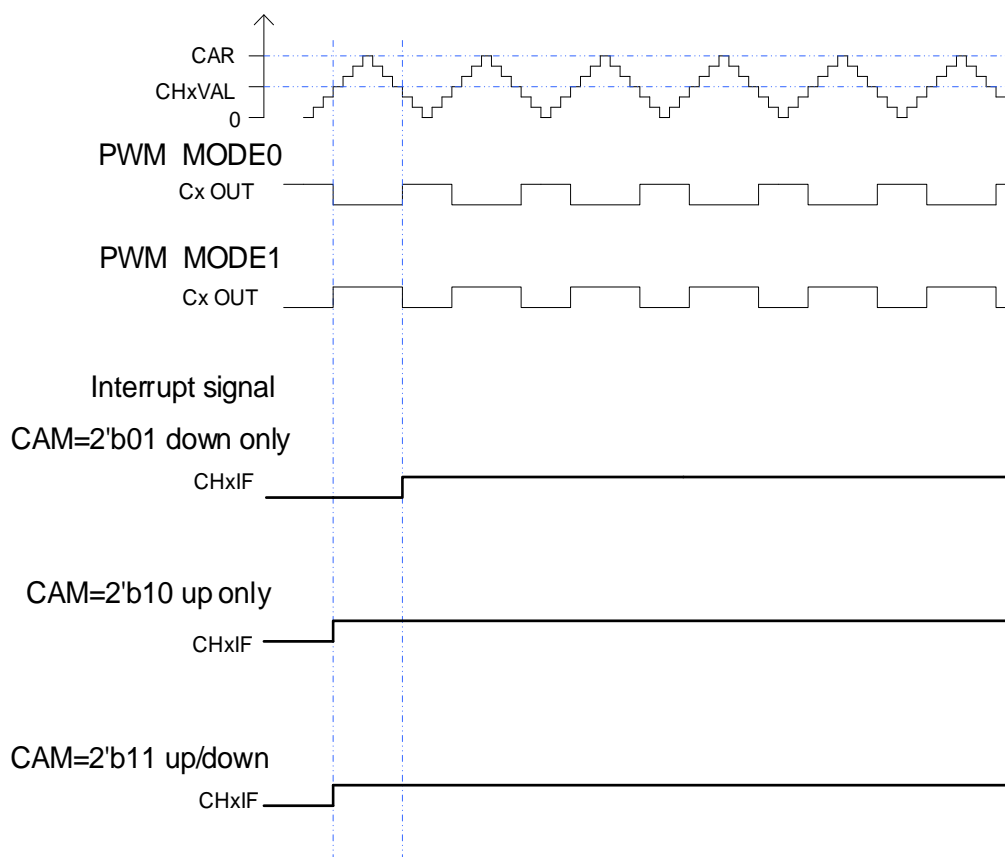 CAR
CHxVAL
0
PWM MODE0
Cx OUT
PWM MODE1
Cx OUT
Interrupt signal
CAM=2'b01 down only
CHxIF
CAM=2'b10 up only
CHxIF
CAM=2'b11 up/down
CHxIF